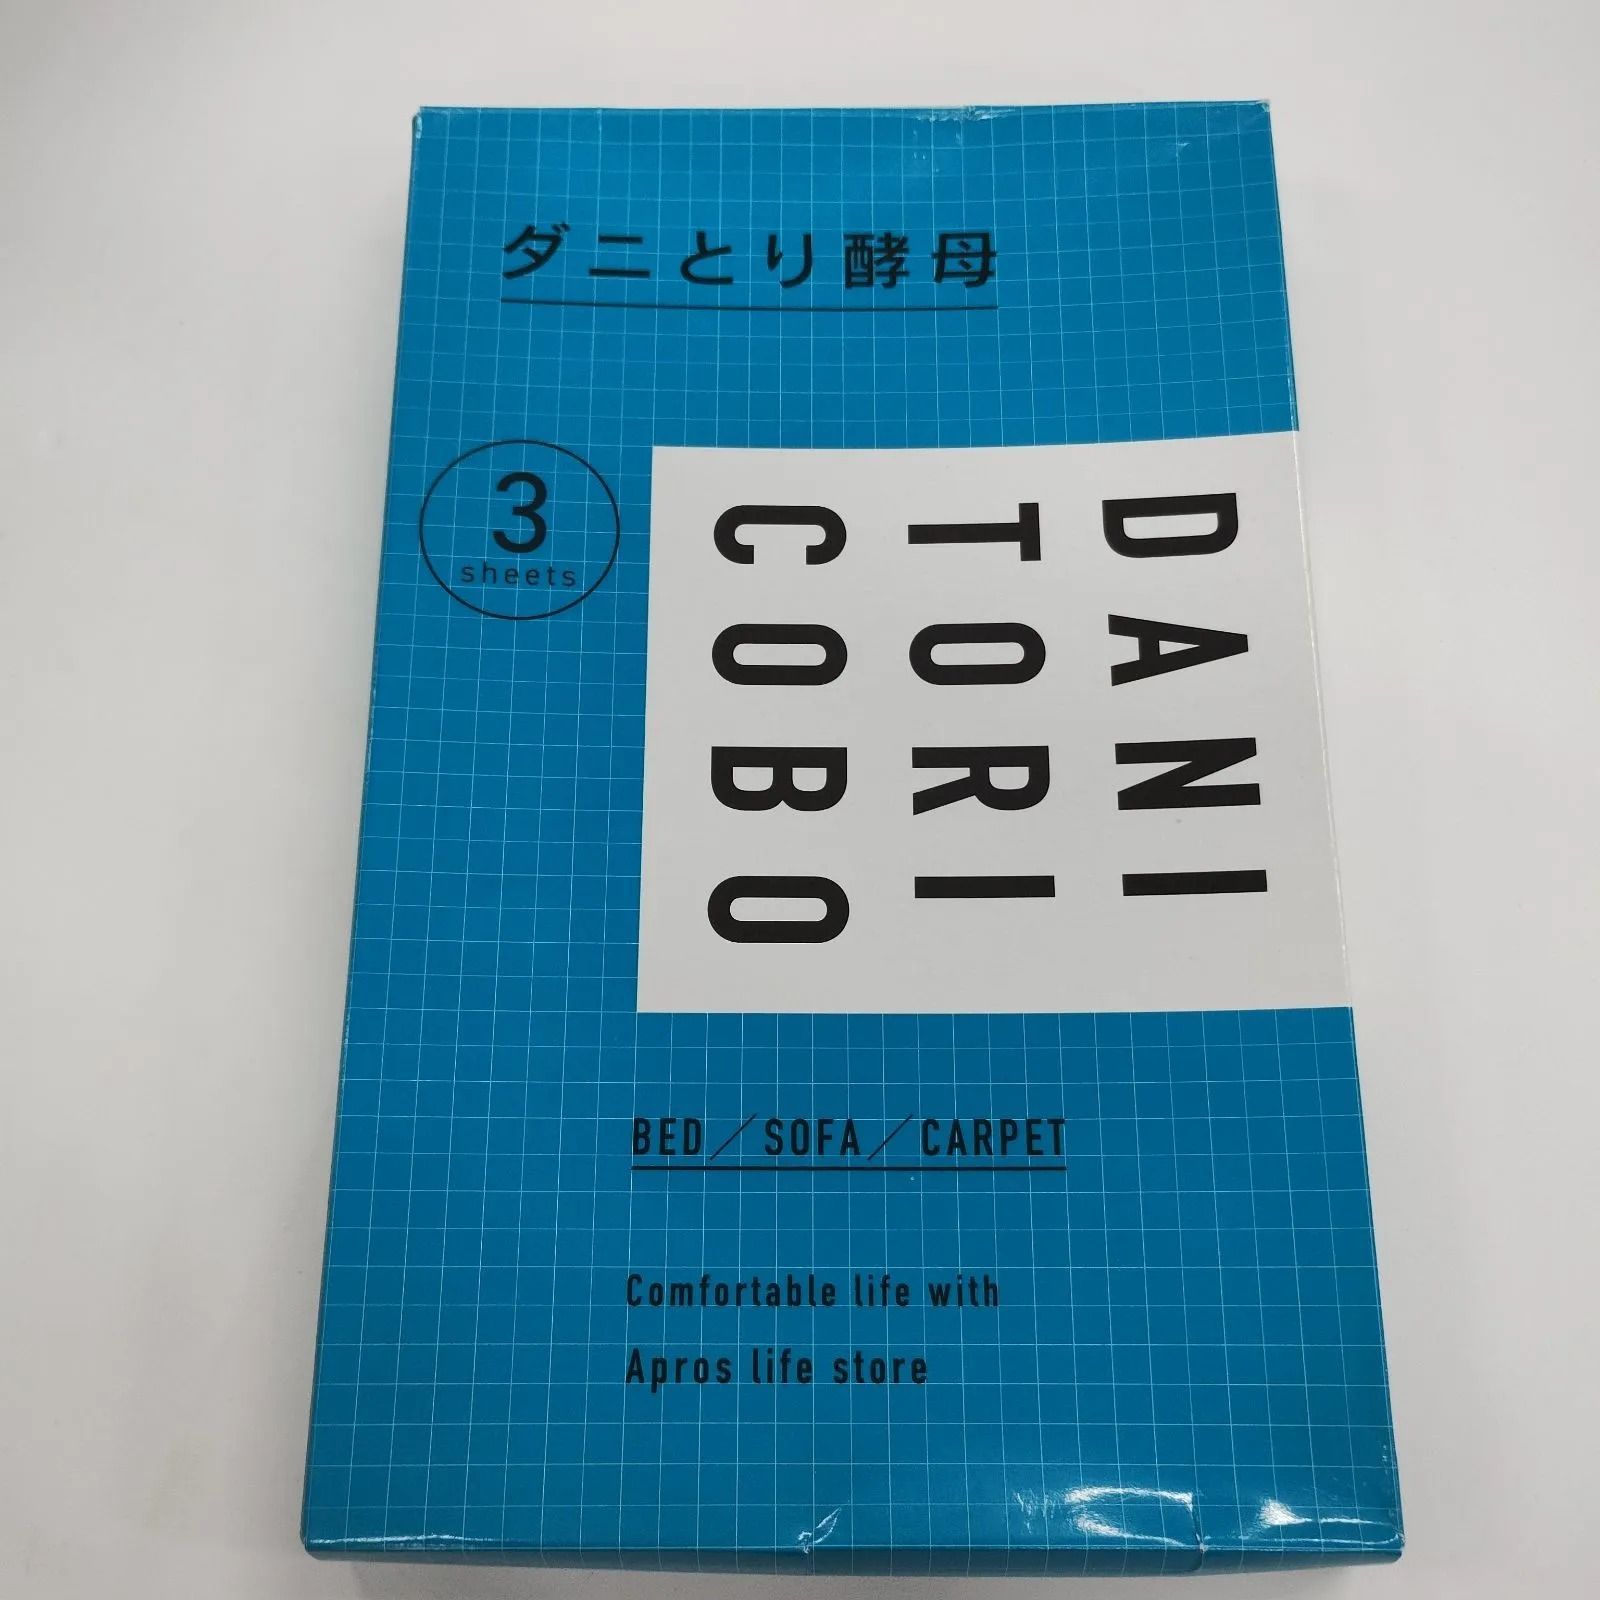 ダニとり酵母
3
sheets
DANI
TORI
COBO
BED/SOFA/CARPET
Comfortable life with
Apros life store